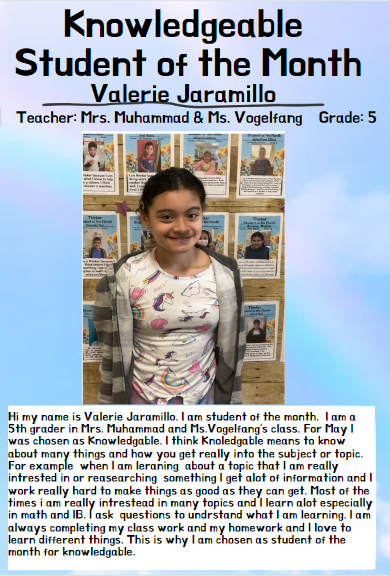 Knowledgeable
Student of the Month
Valerie Jaramillo
Teacher: Mrs. Muhammad & Ms. Vogelfang    Grade: 5
Hi my name is Valerie Jaramillo. I am student of the month.  I am a
5th grader in Mrs. Muhammad and Ms.Vogelfang's class. For May I
was chosen as Knowledgable. I think Knoledgable means to know
about many things and how you get really into the subject or topic.
For example  when I am leraning  about a topic that I am really
intrested in or reasearching  something I get alot of information and I
work really hard to make things as good as they can get. Most of the
times i am really intrestead in many topics and I learn alot especially
in math and IB. I ask  questions to undrstand what I am learning. I am
always completing my class work and my homework and I love to
learn different things. This is why I am chosen as student of the
month for knowledgable.